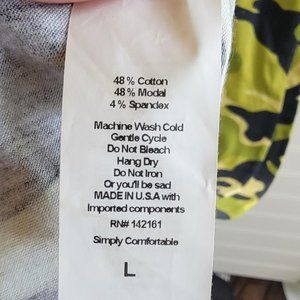 48% Cotton
48% Modal
4% Spandex
Machine Wash Cold
Gentle Cycle
Do Not Bleach
Hang Dry
Do Not Iron
Or you'll be sad
MADE IN U.S.A with
Imported components
RN# 142161
Simply Comfortable
L